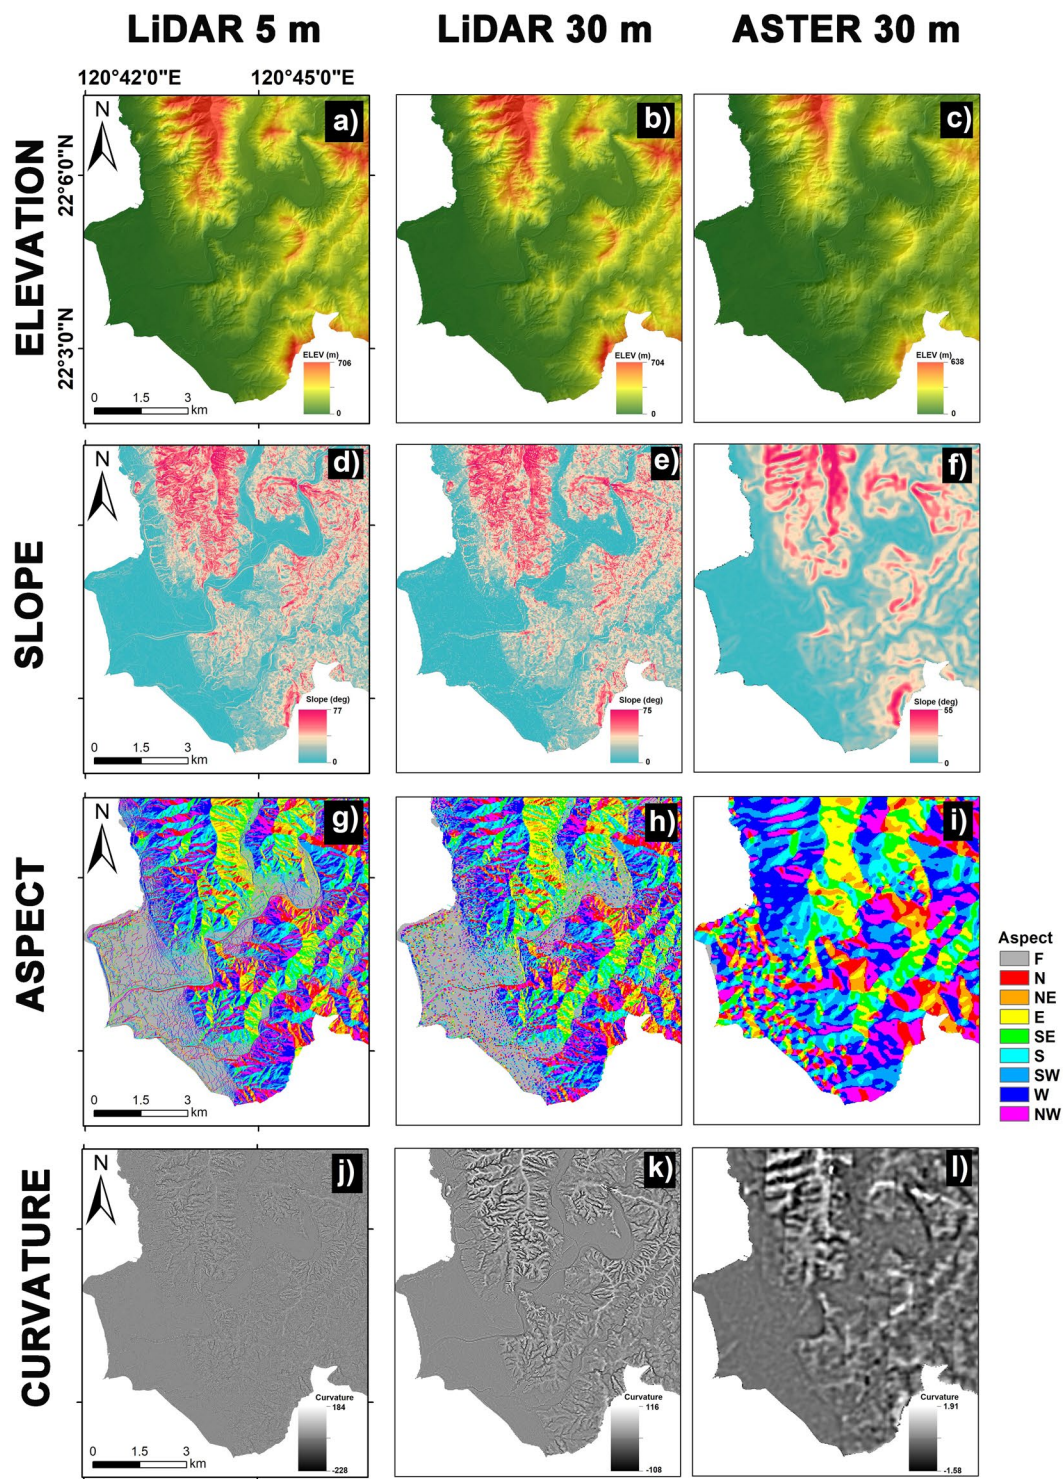 LiDAR 5 m LiDAR 30 m ASTER 30 m
120°42'0"E 120°45'0"E
ELEVATION
22°6'0"N
22°3'0"N
N
a)
ELEV (m)
706
0
0 1.5 3
km
b)
ELEV (m)
704
0
c)
ELEV (m)
638
0
SLOPE
N
d)
Slope (deg)
77
0
0 1.5 3
km
e)
Slope (deg)
75
0
f)
Slope (deg)
55
0
ASPECT
N
g)
0 1.5 3
km
h)
i)
Aspect
F
N
NE
E
SE
S
SW
W
NW
CURVATURE
N
j)
Curvature
184
-228
0 1.5 3
km
k)
Curvature
116
-108
l)
Curvature
1.91
-1.58